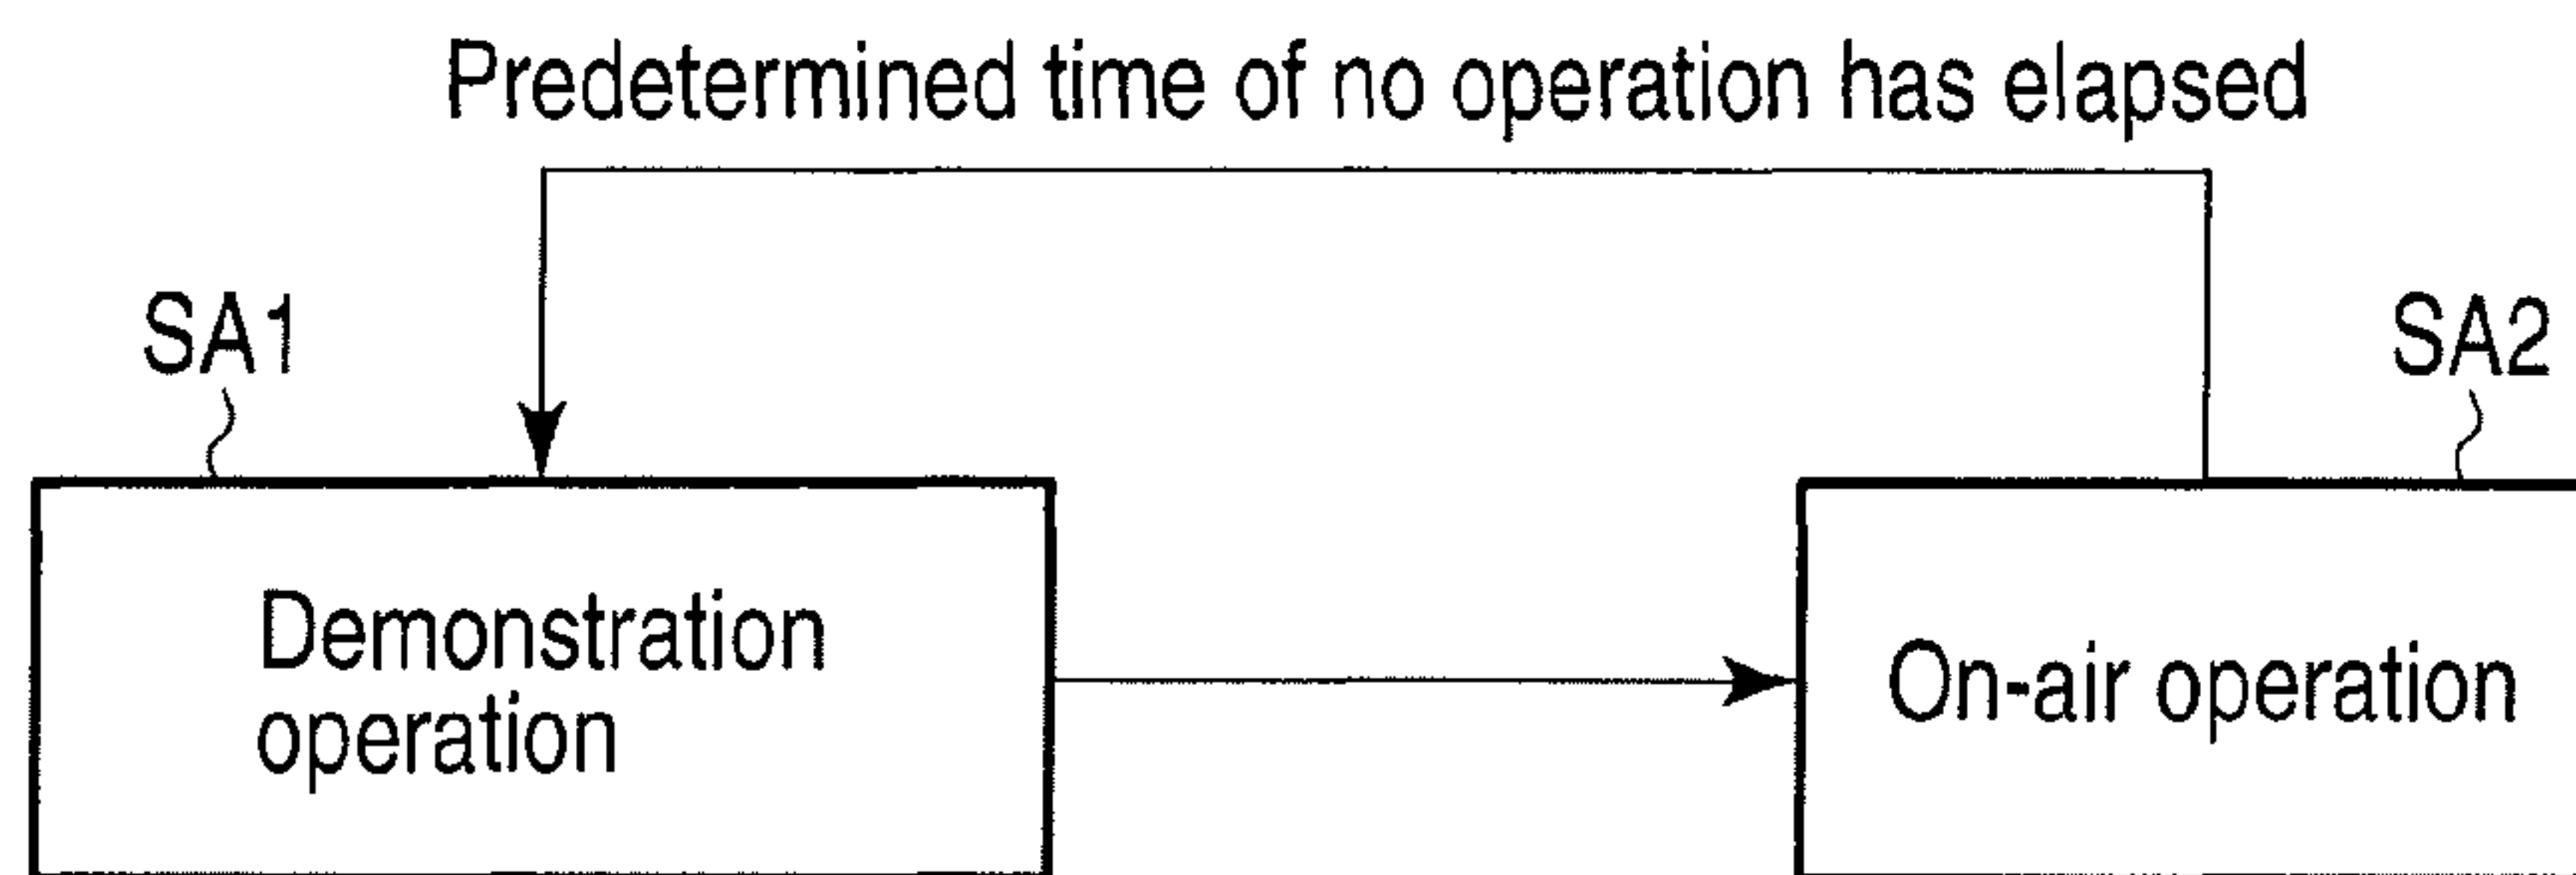 Predetermined time of no operation has elapsed
SA1
SA2
Demonstration
operation
On-air operation